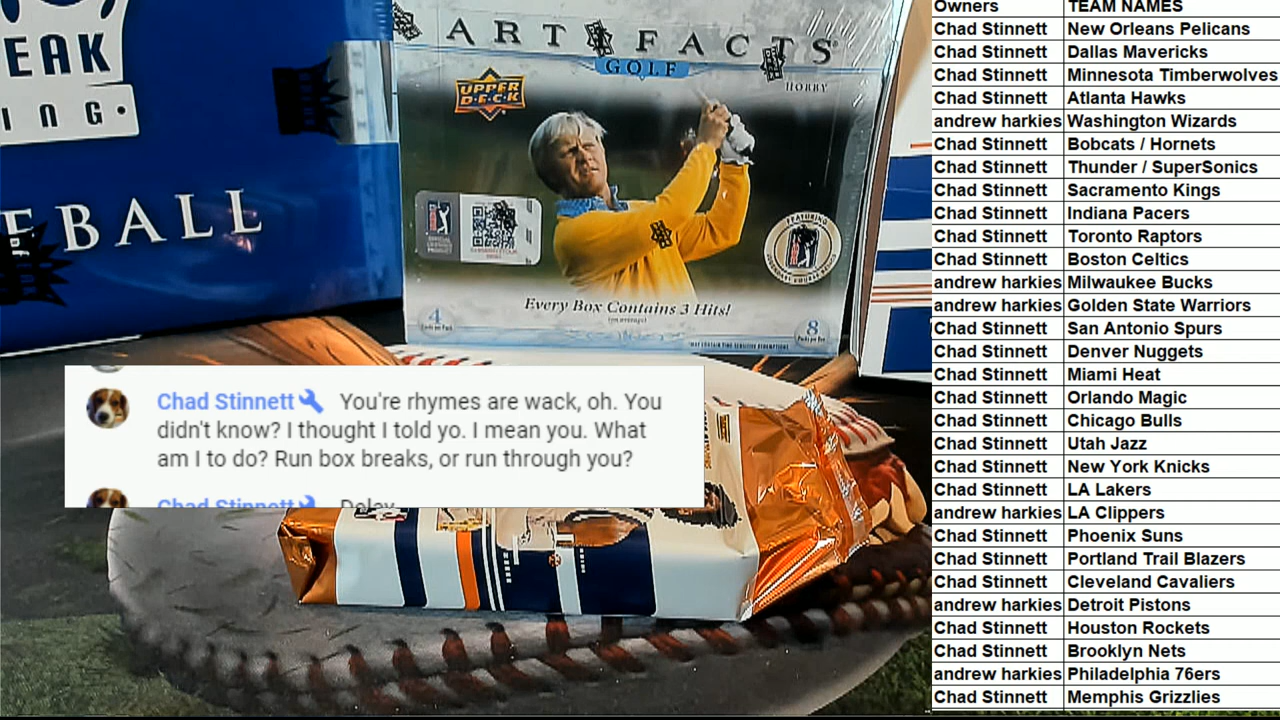 EAK
ING.
EBALL
ARTIFACTS
GOLF
UPPER
DECK
HOBBY
FEATURING
Every Box Contains 3 Hits!
(on average)
4
8
Chad Stinnett You're rhymes are wack, oh. You
didn't know? I thought I told yo. I mean you. What
am I to do? Run box breaks, or run through you?
Chad Stinnett Delay
Owners TEAM NAMES
Chad Stinnett New Orleans Pelicans
Chad Stinnett Dallas Mavericks
Chad Stinnett Minnesota Timberwolves
Chad Stinnett Atlanta Hawks
andrew harkies Washington Wizards
Chad Stinnett Bobcats / Hornets
Chad Stinnett Thunder / SuperSonics
Chad Stinnett Sacramento Kings
Chad Stinnett Indiana Pacers
Chad Stinnett Toronto Raptors
Chad Stinnett Boston Celtics
andrew harkies Milwaukee Bucks
andrew harkies Golden State Warriors
Chad Stinnett San Antonio Spurs
Chad Stinnett Denver Nuggets
Chad Stinnett Miami Heat
Chad Stinnett Orlando Magic
Chad Stinnett Chicago Bulls
Chad Stinnett Utah Jazz
Chad Stinnett New York Knicks
Chad Stinnett LA Lakers
andrew harkies LA Clippers
Chad Stinnett Phoenix Suns
Chad Stinnett Portland Trail Blazers
Chad Stinnett Cleveland Cavaliers
andrew harkies Detroit Pistons
Chad Stinnett Houston Rockets
Chad Stinnett Brooklyn Nets
andrew harkies Philadelphia 76ers
Chad Stinnett Memphis Grizzlies